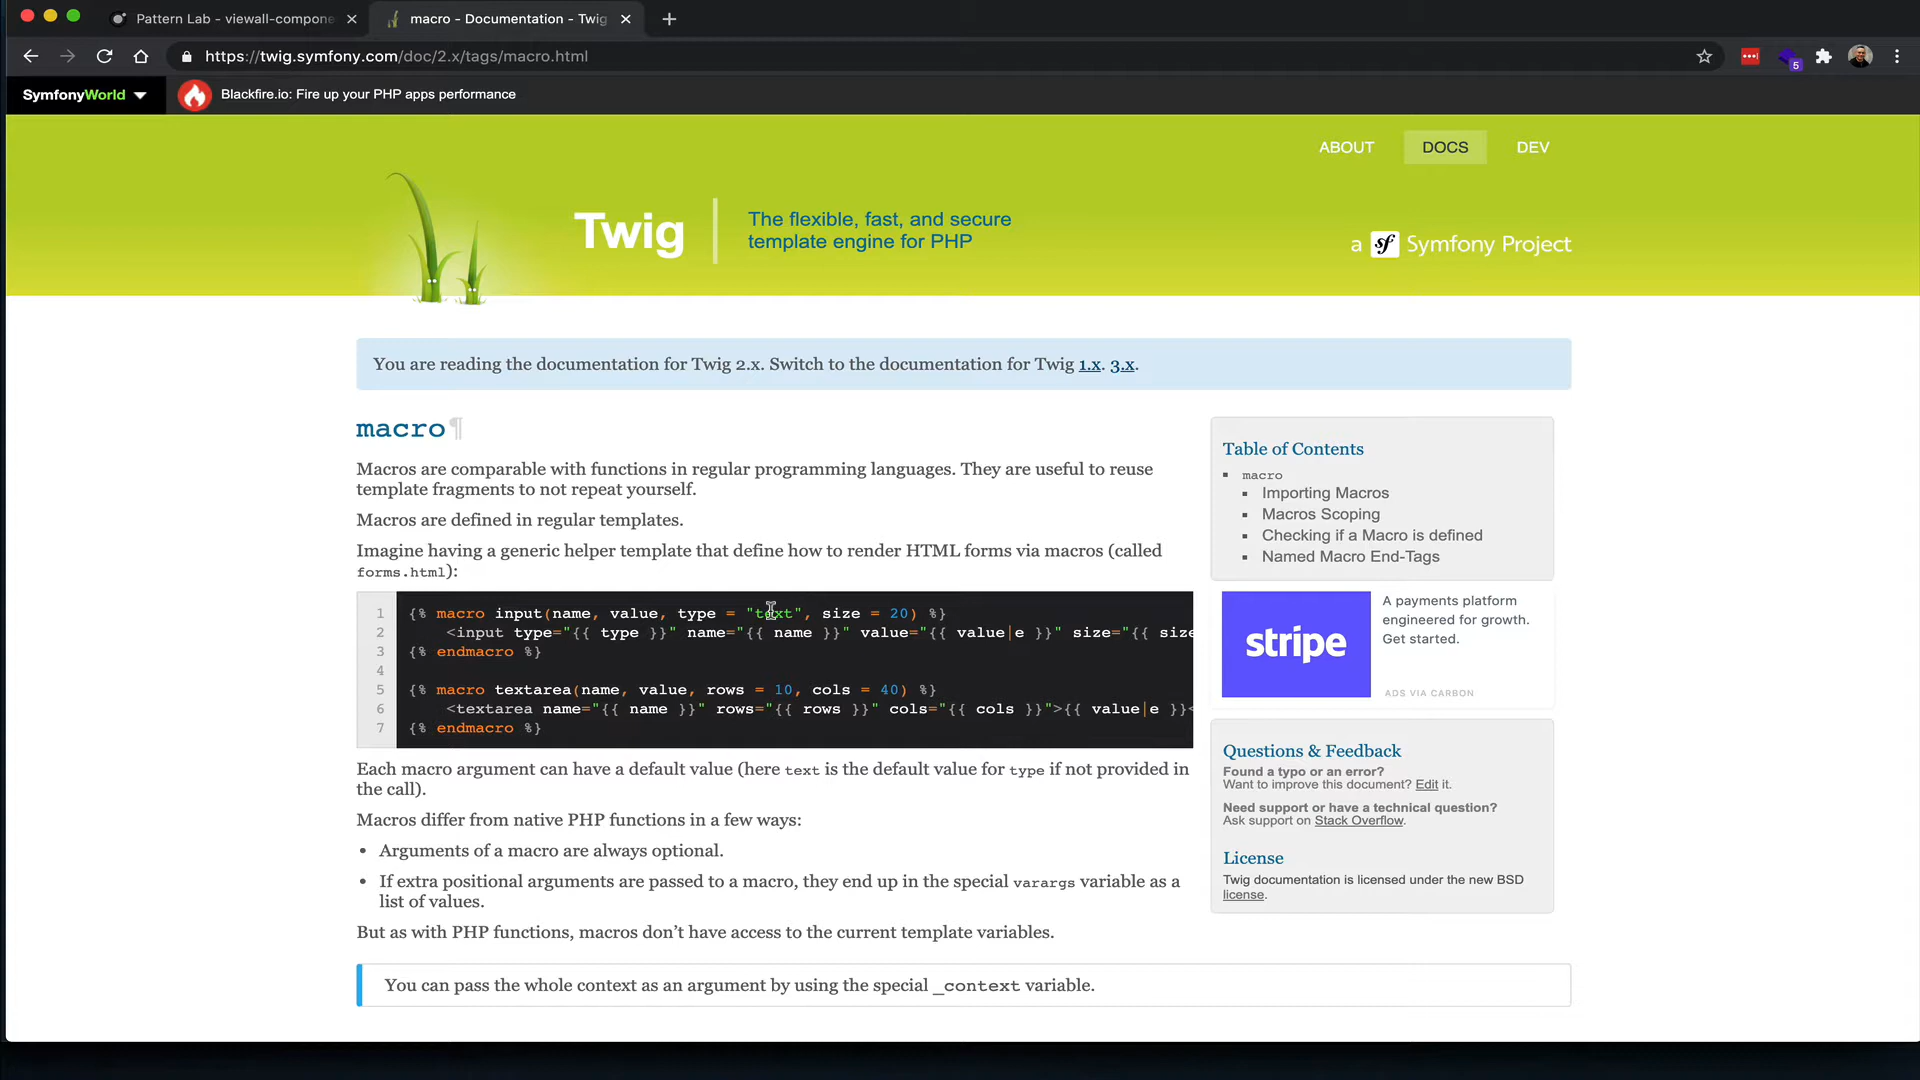 Pattern Lab - viewall-compone
macro - Documentation - Twig
https://twig.symfony.com/doc/2.x/tags/macro.html
5
SymfonyWorld
Blackfire.io: Fire up your PHP apps performance
ABOUT
DOCS
DEV
Twig
The flexible, fast, and secure
template engine for PHP
a sf Symfony Project
You are reading the documentation for Twig 2.x. Switch to the documentation for Twig 1.x. 3.x.
macro¶
Macros are comparable with functions in regular programming languages. They are useful to reuse
template fragments to not repeat yourself.
Macros are defined in regular templates.
Imagine having a generic helper template that define how to render HTML forms via macros (called
forms.html):
1 {% macro input(name, value, type = "text", size = 20) %}
2     <input type="{{ type }}" name="{{ name }}" value="{{ value|e }}" size="{{ size
3 {% endmacro %}
4
5 {% macro textarea(name, value, rows = 10, cols = 40) %}
6     <textarea name="{{ name }}" rows="{{ rows }}" cols="{{ cols }}">{{ value|e }}<
7 {% endmacro %}
Each macro argument can have a default value (here text is the default value for type if not provided in
the call).
Macros differ from native PHP functions in a few ways:
• Arguments of a macro are always optional.
• If extra positional arguments are passed to a macro, they end up in the special varargs variable as a
list of values.
But as with PHP functions, macros don't have access to the current template variables.
You can pass the whole context as an argument by using the special _context variable.
Table of Contents
macro
Importing Macros
Macros Scoping
Checking if a Macro is defined
Named Macro End-Tags
stripe
A payments platform
engineered for growth.
Get started.
ADS VIA CARBON
Questions & Feedback
Found a typo or an error?
Want to improve this document? Edit it.
Need support or have a technical question?
Ask support on Stack Overflow.
License
Twig documentation is licensed under the new BSD
license.